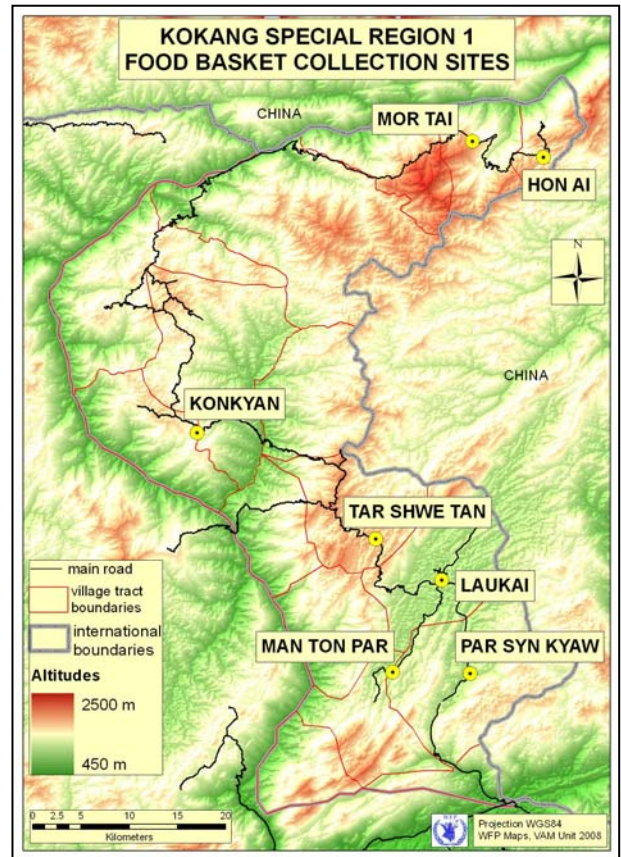 KOKANG SPECIAL REGION 1
FOOD BASKET COLLECTION SITES
CHINA
MOR TAI
HON AI
N
CHINA
KONKYAN
TAR SHWE TAN
LAUKAI
MAN TON PAR
PAR SYN KYAW
main road
village tract
boundaries
international
boundaries
Altitudes
2500 m
450 m
0 2.5 5 10 15 20
Kilometers
WFP
Projection WGS84
WFP Maps, VAM Unit 2008